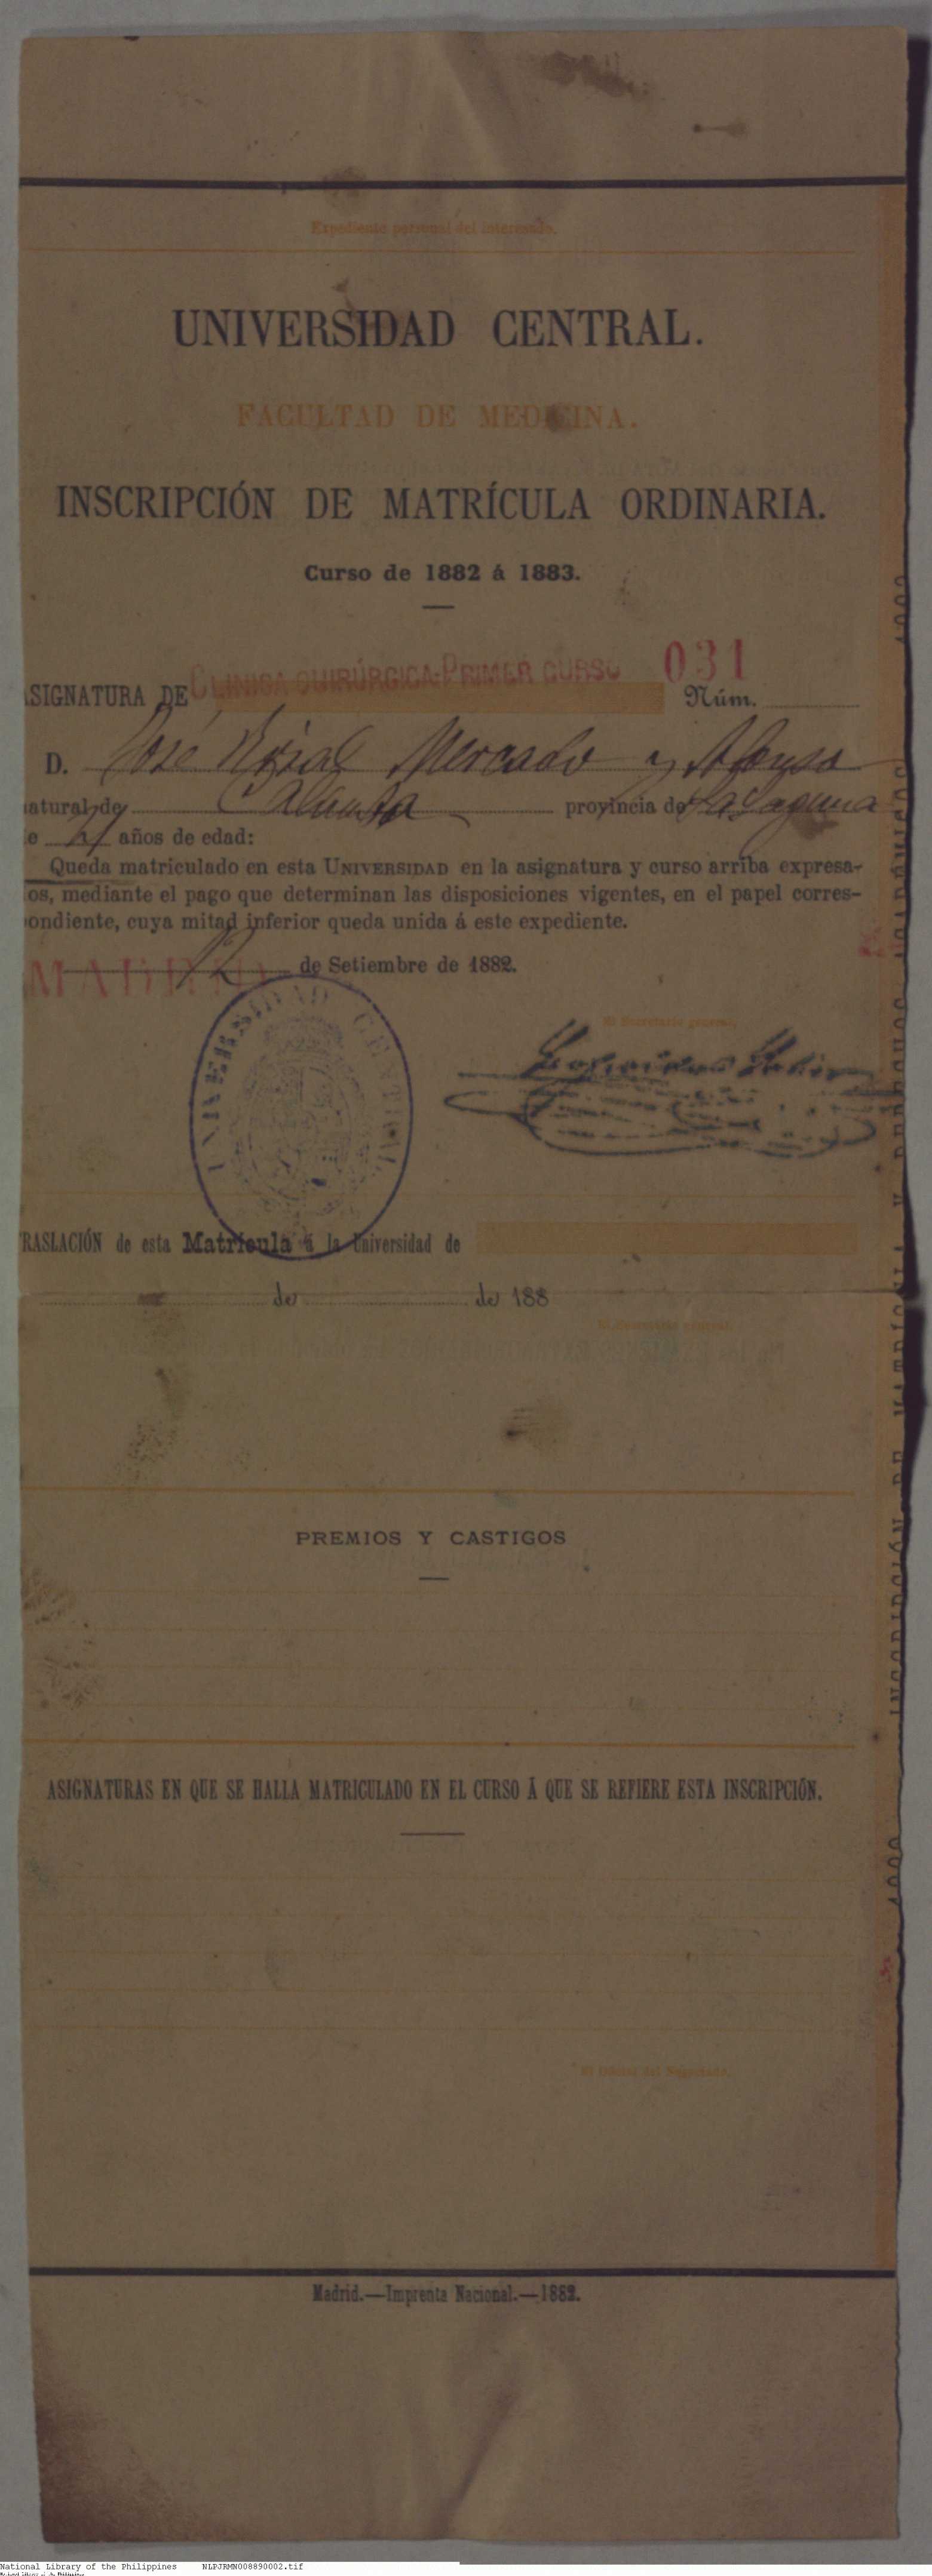 Expediente personal del interesado.
UNIVERSIDAD CENTRAL.
FACULTAD DE MEDICINA.
INSCRIPCIÓN DE MATRÍCULA ORDINARIA.
Curso de 1882 á 1883.
ASIGNATURA DE CLINICA QUIRÚRGICA: PRIMER CURSO Núm. 031
D. José Rizal Mercado y Alonso
natural de Calamba provincia de La Laguna
de 21 años de edad:
Queda matriculado en esta UNIVERSIDAD en la asignatura y curso arriba expresa-
os, mediante el pago que determinan las disposiciones vigentes, en el papel corres-
pondiente, cuya mitad inferior queda unida á este expediente.
MADRID 12 de Setiembre de 1882.
UNIVERSIDAD CENTRAL
El Secretario general,
TRASLACIÓN de esta Matrícula á la Universidad de
de de 188
El Secretario general,
PREMIOS Y CASTIGOS
ASIGNATURAS EN QUE SE HALLA MATRICULADO EN EL CURSO Á QUE SE REFIERE ESTA INSCRIPCIÓN.
El Oficial del Negociado,
Madrid.—Imprenta Nacional.—1882.
National Library of the Philippines NLPJRMN008890002.tif